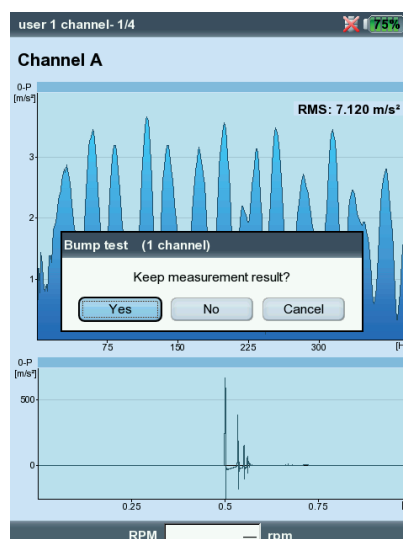 user 1 channel- 1/4
75%
Channel A
0-P
[m/s²]
RMS: 7.120 m/s²
3
2
Bump test (1 channel)
Keep measurement result?
1
Yes No Cancel
75 150 225 300 [H
0-P
[m/s²]
500
0
0.25 0.5 0.75
RPM — rpm